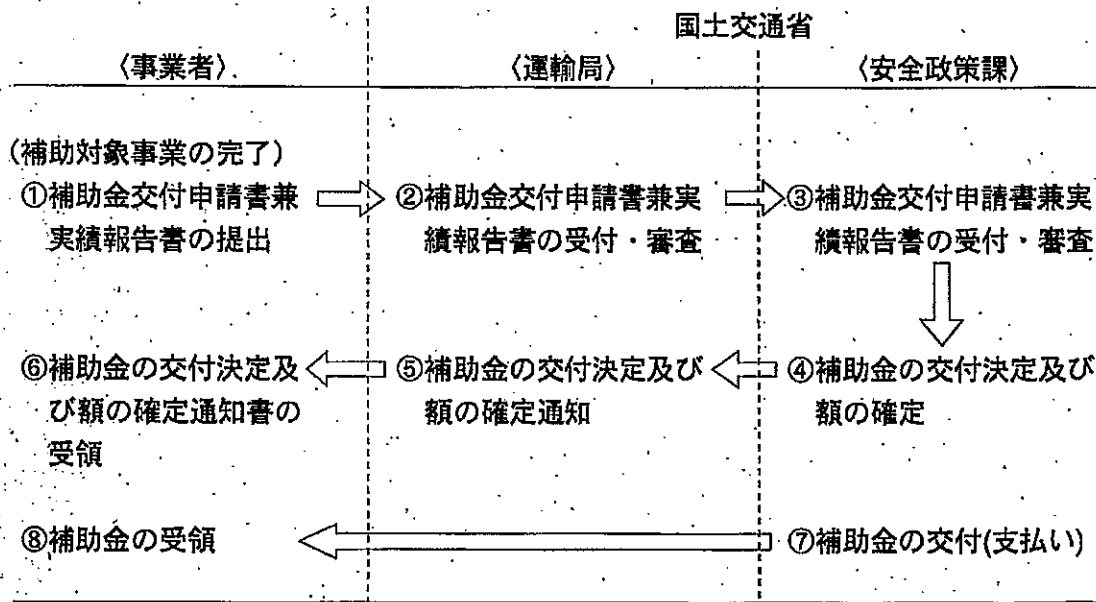 国土交通省
〈事業者〉
〈運輸局〉
〈安全政策課〉
(補助対象事業の完了)
①補助金交付申請書兼
実績報告書の提出
②補助金交付申請書兼実
績報告書の受付・審査
③補助金交付申請書兼実
績報告書の受付・審査
④補助金の交付決定及び
額の確定
⑤補助金の交付決定及び
額の確定通知
⑥補助金の交付決定及
び額の確定通知書の
受領
⑦補助金の交付(支払い)
⑧補助金の受領